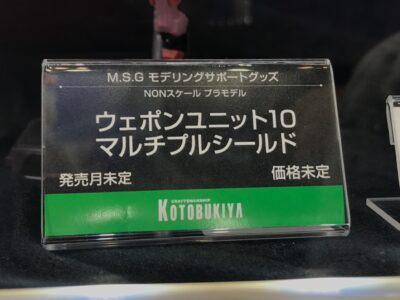 M.S.G モデリングサポートグッズ
NONスケール プラモデル
ウェポンユニット10
マルチプルシールド
発売月未定 価格未定
CRAFTSMANSHIP
KOTOBUKIYA